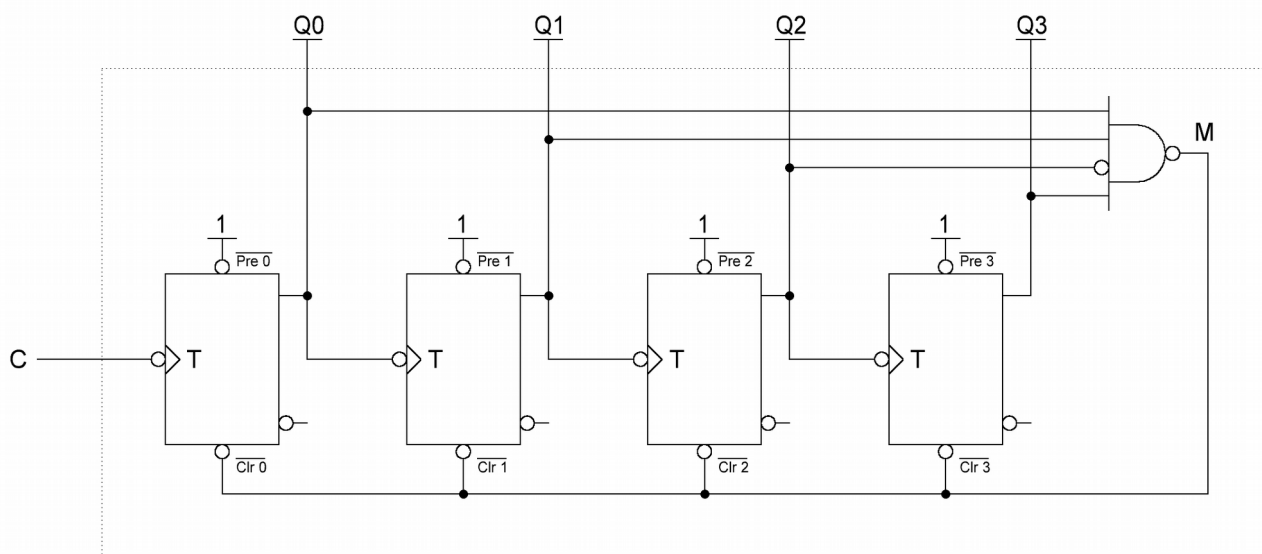 Q0 Q1 Q2 Q3
M
1 1 1 1
Pre 0 Pre 1 Pre 2 Pre 3
C T T T T
Clr 0 Clr 1 Clr 2 Clr 3